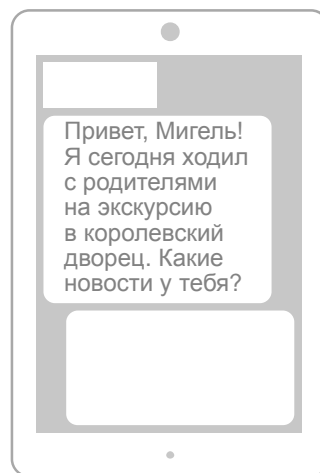 Привет, Мигель!
Я сегодня ходил
с родителями
на экскурсию
в королевский
дворец. Какие
новости у тебя?